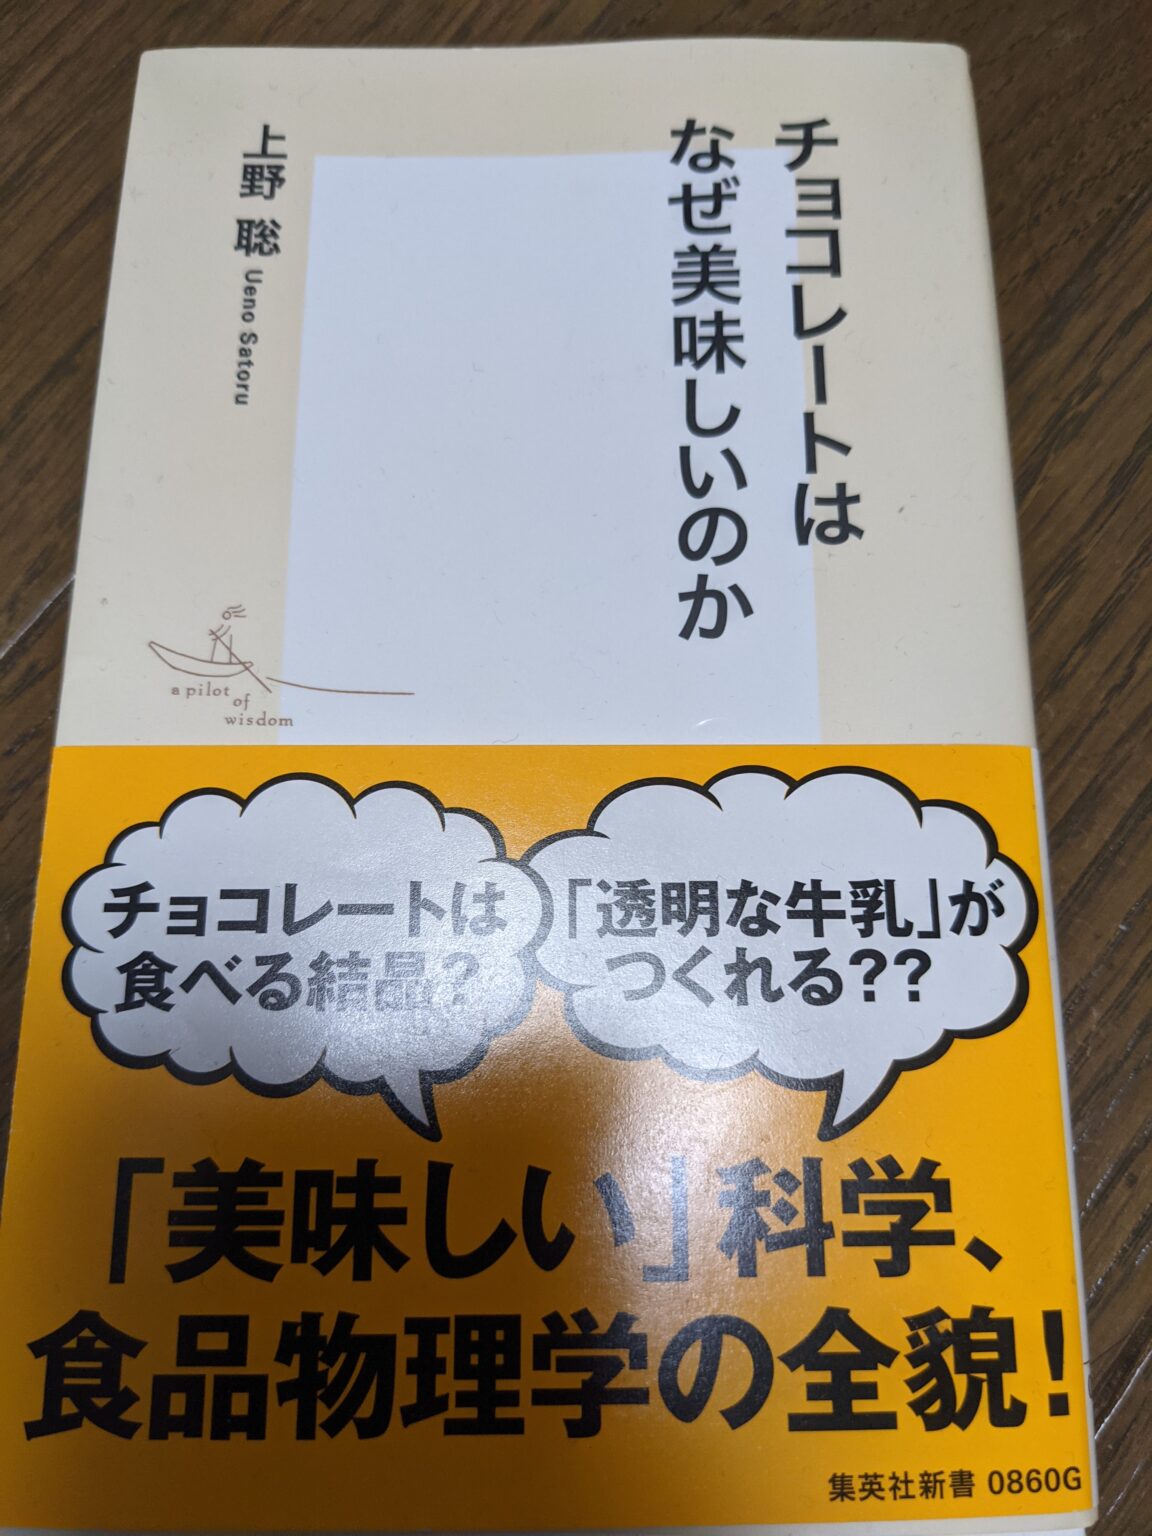 チョコレートは
なぜ美味しいのか
上野 聡 Ueno Satoru
a pilot
of
wisdom
チョコレートは
食べる結晶?
「透明な牛乳」が
つくれる??
「美味しい」科学、
食品物理学の全貌!
集英社新書 0860G